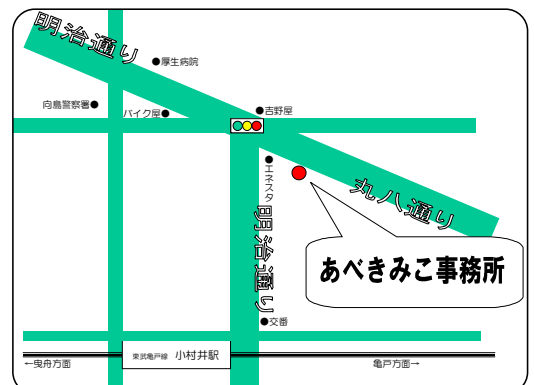 明治通り
●厚生病院
向島警察署●
バイク屋●
●吉野屋
●エネスタ
丸八通り
明治通り
あべきみこ事務所
●交番
東武亀戸線 小村井駅
←曳舟方面
亀戸方面→